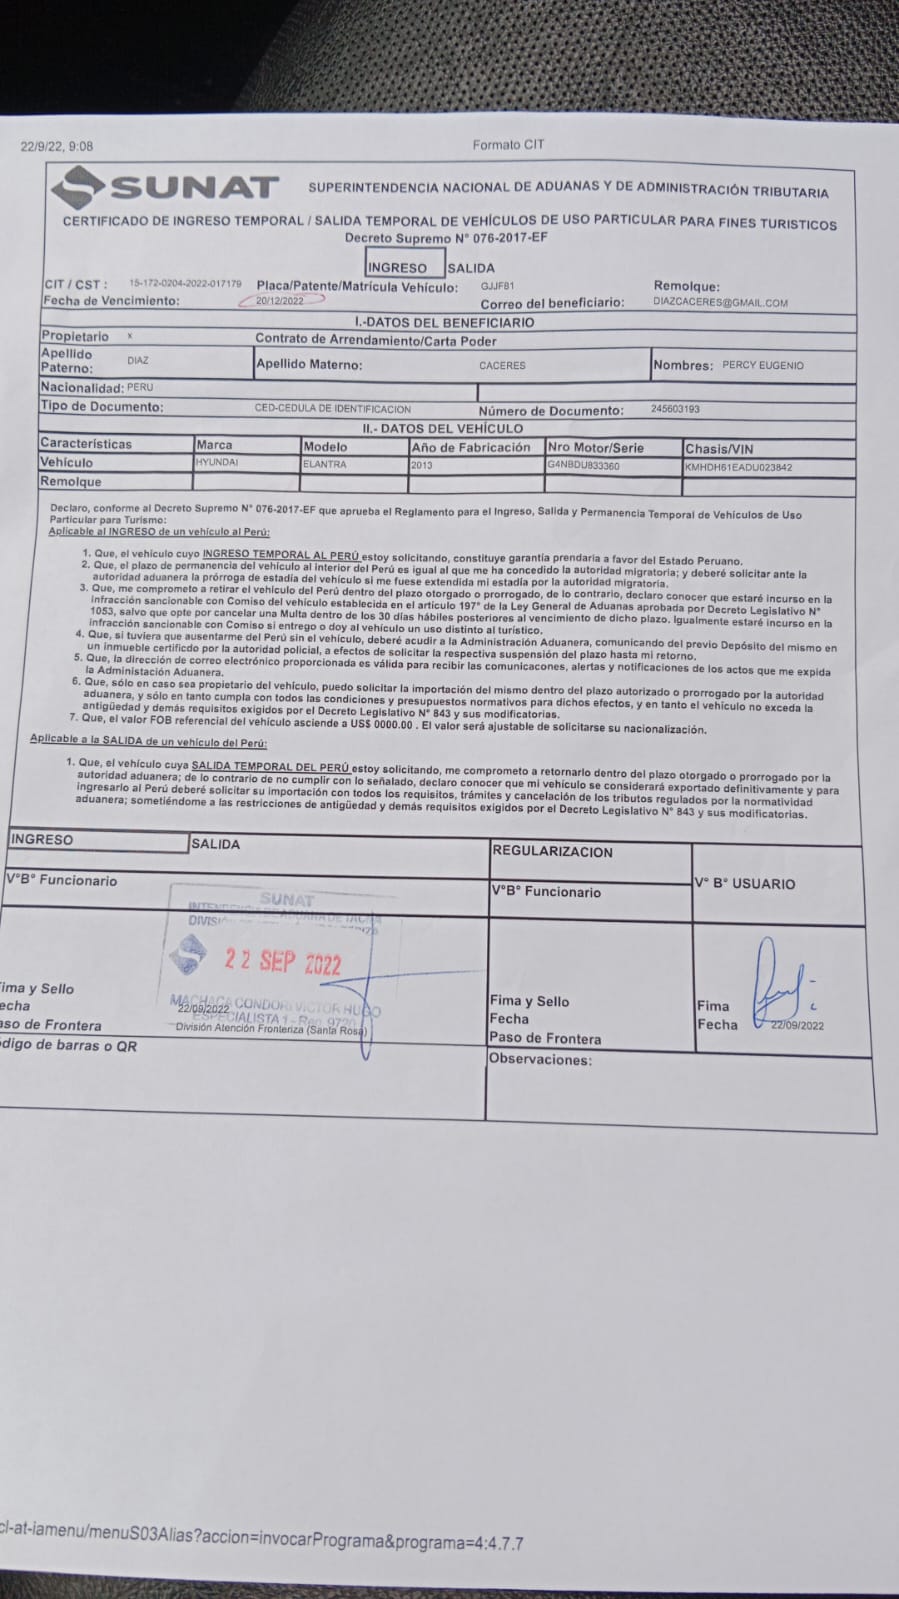 22/9/22, 9:08
Formato CIT
SUNAT SUPERINTENDENCIA NACIONAL DE ADUANAS Y DE ADMINISTRACIÓN TRIBUTARIA
CERTIFICADO DE INGRESO TEMPORAL / SALIDA TEMPORAL DE VEHÍCULOS DE USO PARTICULAR PARA FINES TURISTICOS
Decreto Supremo N° 076-2017-EF
INGRESO SALIDA
CIT / CST : 15-172-0204-2022-017179 Placa/Patente/Matrícula Vehículo: GJJF81 Remolque:
Fecha de Vencimiento: 20/12/2022 Correo del beneficiario: DIAZCACERES@GMAIL.COM
I.-DATOS DEL BENEFICIARIO
Propietario x Contrato de Arrendamiento/Carta Poder
Apellido Paterno: DIAZ Apellido Materno: CACERES Nombres: PERCY EUGENIO
Nacionalidad: PERU
Tipo de Documento: CED-CEDULA DE IDENTIFICACION Número de Documento: 245603193
II.- DATOS DEL VEHÍCULO
Características Marca Modelo Año de Fabricación Nro Motor/Serie Chasis/VIN
Vehículo HYUNDAI ELANTRA 2013 G4NBDU833360 KMHDH61EADU023842
Remolque
Declaro, conforme al Decreto Supremo N° 076-2017-EF que aprueba el Reglamento para el Ingreso, Salida y Permanencia Temporal de Vehículos de Uso
Particular para Turismo:
Aplicable al INGRESO de un vehículo al Perú:
1. Que, el vehículo cuyo INGRESO TEMPORAL AL PERÚ estoy solicitando, constituye garantía prendaria a favor del Estado Peruano.
2. Que, el plazo de permanencia del vehículo al interior del Perú es igual al que me ha concedido la autoridad migratoria; y deberé solicitar ante la
autoridad aduanera la prórroga de estadía del vehículo si me fuese extendida mi estadía por la autoridad migratoria.
3. Que, me comprometo a retirar el vehículo del Perú dentro del plazo otorgado o prorrogado, de lo contrario, declaro conocer que estaré incurso en la
infracción sancionable con Comiso del vehículo establecida en el artículo 197° de la Ley General de Aduanas aprobada por Decreto Legislativo N°
1053, salvo que opte por cancelar una Multa dentro de los 30 días hábiles posteriores al vencimiento de dicho plazo. Igualmente estaré incurso en la
infracción sancionable con Comiso si entrego o doy al vehículo un uso distinto al turístico.
4. Que, si tuviera que ausentarme del Perú sin el vehículo, deberé acudir a la Administración Aduanera, comunicando del previo Depósito del mismo en
un inmueble certificdo por la autoridad policial, a efectos de solicitar la respectiva suspensión del plazo hasta mi retorno.
5. Que, la dirección de correo electrónico proporcionada es válida para recibir las comunicacones, alertas y notificaciones de los actos que me expida
la Administación Aduanera.
6. Que, sólo en caso sea propietario del vehículo, puedo solicitar la importación del mismo dentro del plazo autorizado o prorrogado por la autoridad
aduanera, y sólo en tanto cumpla con todos las condiciones y presupuestos normativos para dichos efectos, y en tanto el vehículo no exceda la
antigüedad y demás requisitos exigidos por el Decreto Legislativo N° 843 y sus modificatorias.
7. Que, el valor FOB referencial del vehículo asciende a US$ 0000.00 . El valor será ajustable de solicitarse su nacionalización.
Aplicable a la SALIDA de un vehículo del Perú:
1. Que, el vehículo cuya SALIDA TEMPORAL DEL PERÚ estoy solicitando, me comprometo a retornarlo dentro del plazo otorgado o prorrogado por la
autoridad aduanera; de lo contrario de no cumplir con lo señalado, declaro conocer que mi vehículo se considerará exportado definitivamente y para
ingresarlo al Perú deberé solicitar su importación con todos los requisitos, trámites y cancelación de los tributos regulados por la normatividad
aduanera; sometiéndome a las restricciones de antigüedad y demás requisitos exigidos por el Decreto Legislativo N° 843 y sus modificatorias.
INGRESO SALIDA REGULARIZACION V° B° USUARIO
V°B° Funcionario V°B° Funcionario
SUNAT
22 SEP 2022
MACHACA CONDORI VICTOR HUGO
ESPECIALISTA 1 - Reg. 9720
ima y Sello Fima y Sello Fima
echa 22/09/2022 Fecha Fecha 22/09/2022
aso de Frontera División Atención Fronteriza (Santa Rosa) Paso de Frontera
ódigo de barras o QR Observaciones:
cl-at-iamenu/menuS03Alias?accion=invocarPrograma&programa=4:4.7.7